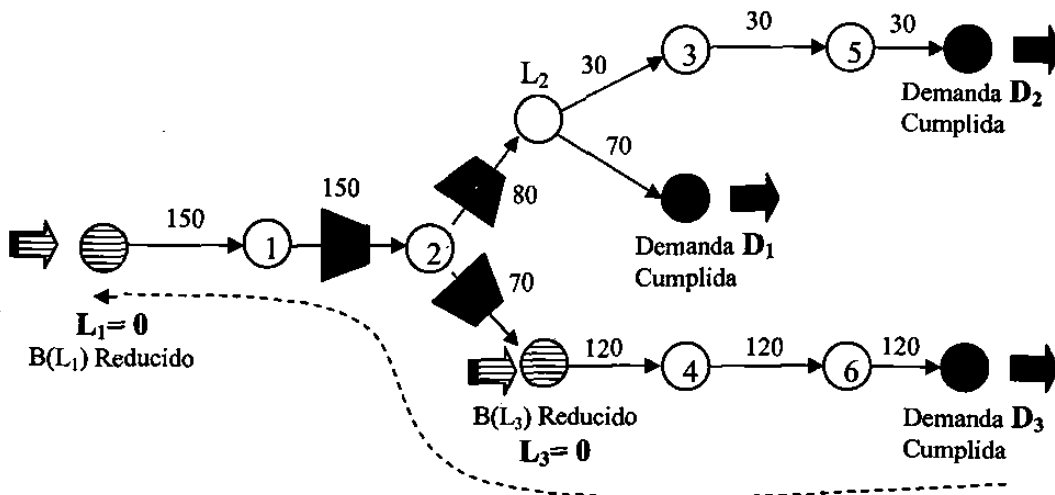 30
30
3
5
L₂
30
Demanda D₂
Cumplida
70
150
80
150
1
2
Demanda D₁
Cumplida
70
L₁= 0
B(L₁) Reducido
120
120
120
4
6
B(L₃) Reducido
L₃= 0
Demanda D₃
Cumplida